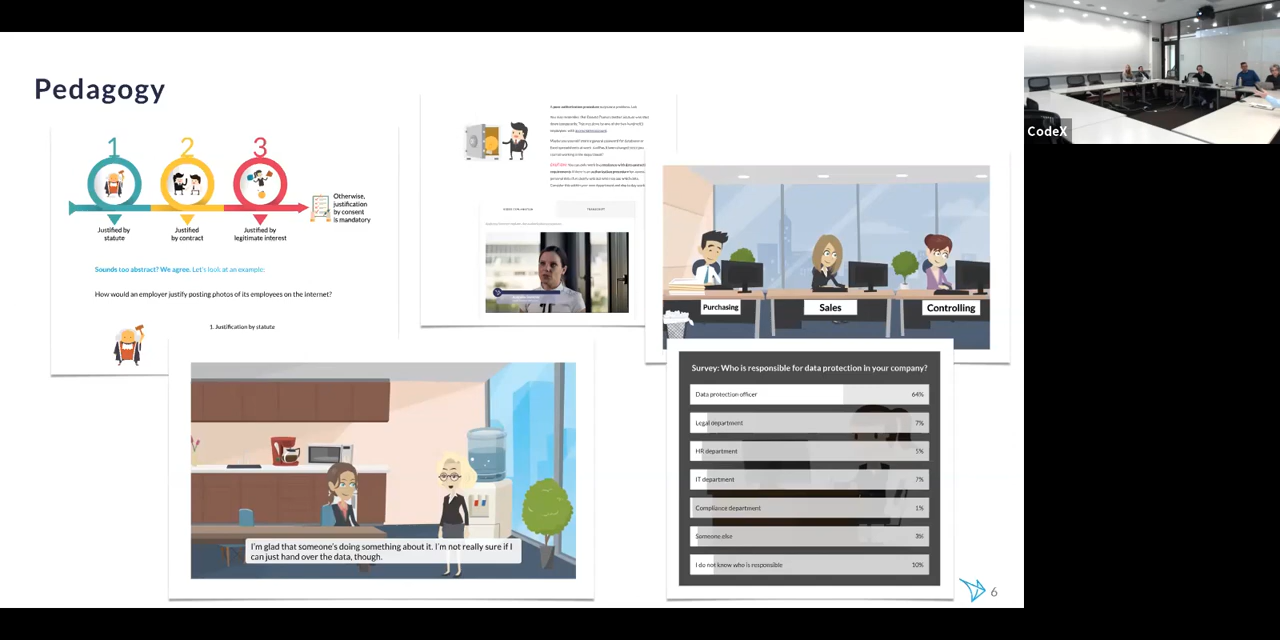 Pedagogy
1
2
3
Justified by
statute
Justified
by contract
Justified by
legitimate interest
Otherwise,
justification
by consent
is mandatory
Sounds too abstract? We agree. Let's look at an example:
How would an employer justify posting photos of its employees on the internet?
1. Justification by statute
Purchasing
Sales
Controlling
I'm glad that someone's doing something about it. I'm not really sure if I
can just hand over the data, though.
Survey: Who is responsible for data protection in your company?
Data protection officer 64%
Legal department 7%
HR department 5%
IT department 7%
Compliance department 1%
Someone else 3%
I do not know who is responsible 10%
6
CodeX